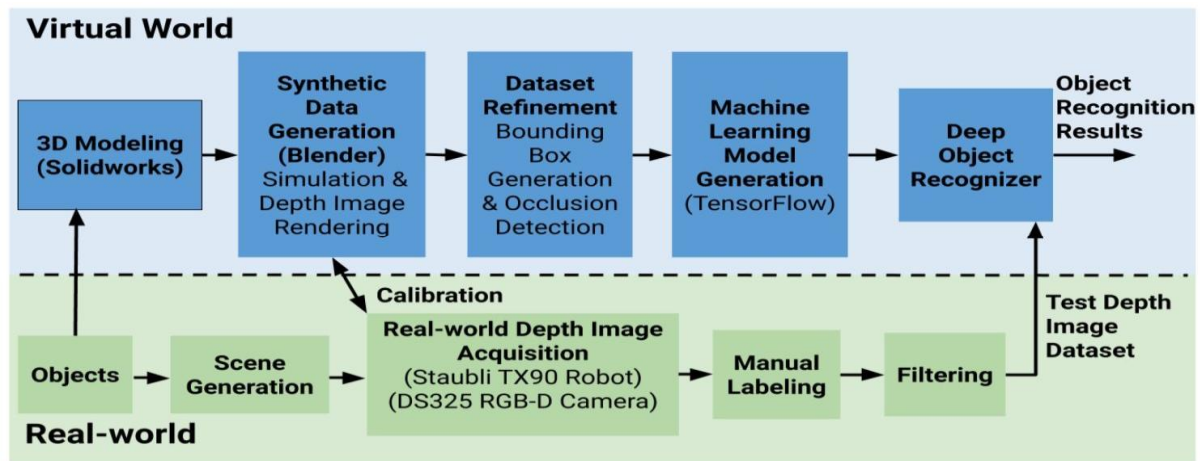 Virtual World
3D Modeling
(Solidworks)
Synthetic
Data
Generation
(Blender)
Simulation &
Depth Image
Rendering
Dataset
Refinement
Bounding
Box
Generation
& Occlusion
Detection
Machine
Learning
Model
Generation
(TensorFlow)
Deep
Object
Recognizer
Object
Recognition
Results
Calibration
Objects
Scene
Generation
Real-world Depth Image
Acquisition
(Staubli TX90 Robot)
(DS325 RGB-D Camera)
Manual
Labeling
Filtering
Test Depth
Image
Dataset
Real-world